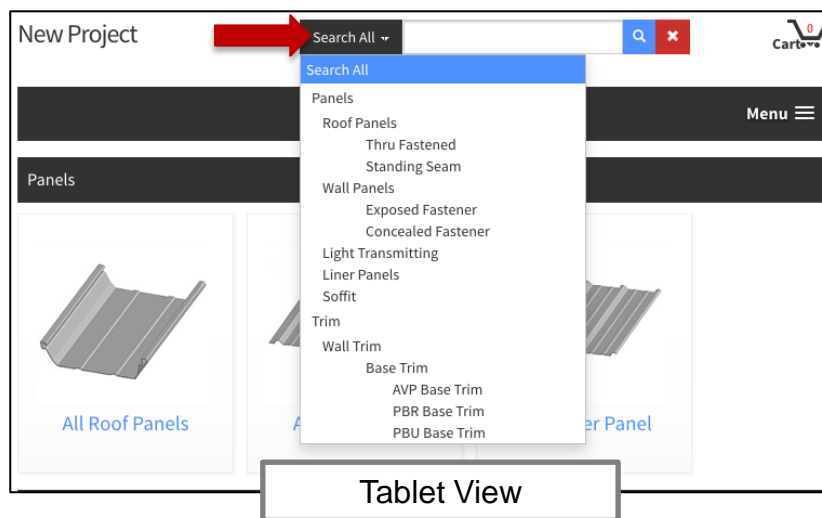 New Project
Search All
0
Cart
Search All
Panels
Roof Panels
Thru Fastened
Standing Seam
Wall Panels
Exposed Fastener
Concealed Fastener
Light Transmitting
Liner Panels
Soffit
Trim
Wall Trim
Base Trim
AVP Base Trim
PBR Base Trim
PBU Base Trim
Menu
Panels
All Roof Panels
A
er Panel
Tablet View